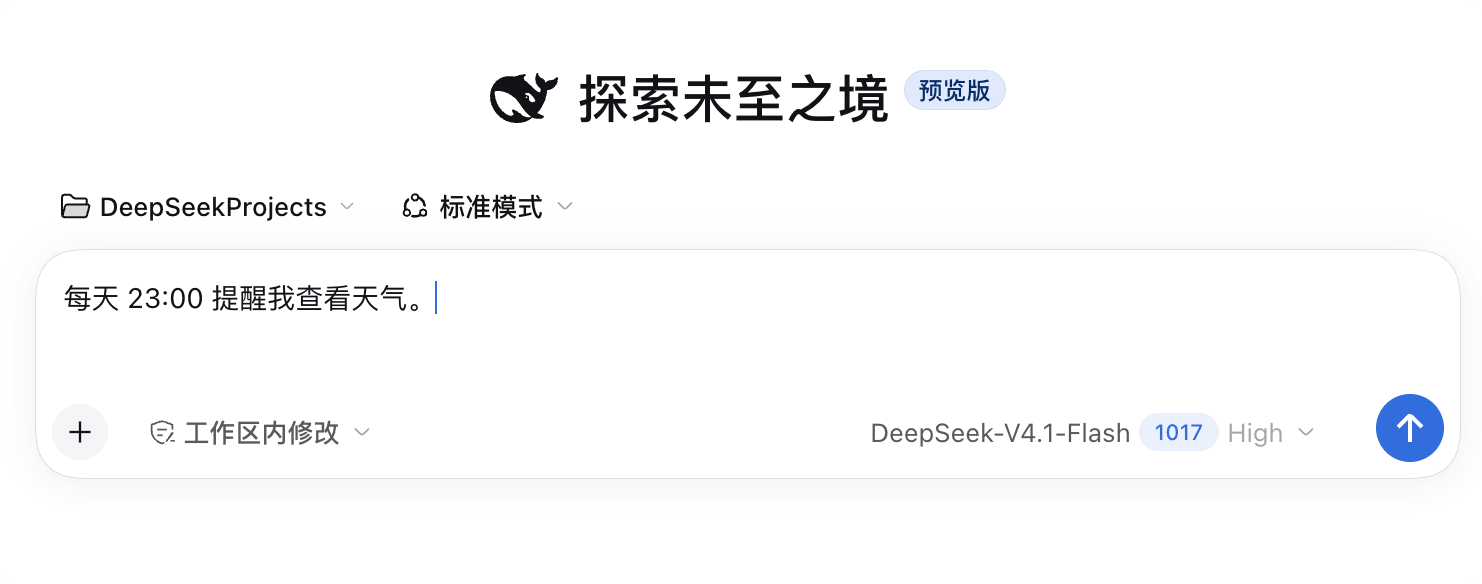 探索未至之境 预览版
DeepSeekProjects 标准模式
每天 23:00 提醒我查看天气。
工作区内修改 DeepSeek-V4.1-Flash 1017 High